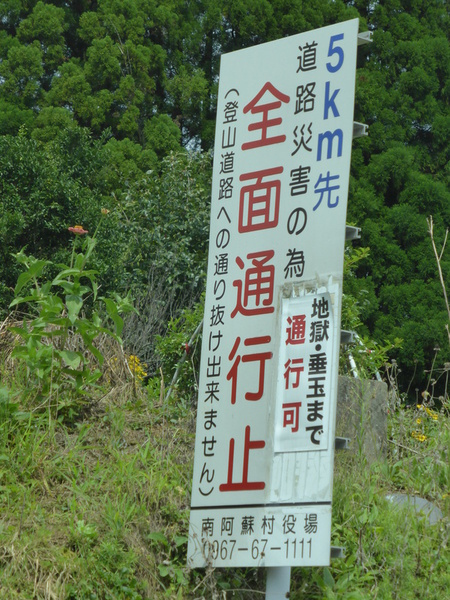 5km先
道路災害の為
全面通行止
(登山道路への通り抜け出来ません)
地獄・垂玉まで
通行可
南阿蘇村役場
0967-67-1111